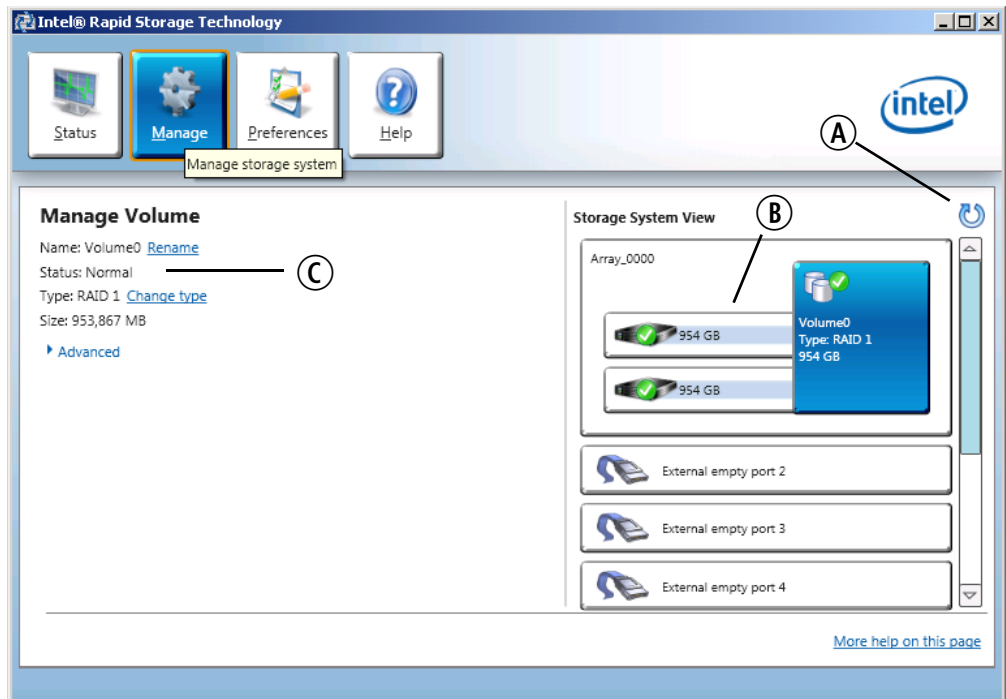 Intel® Rapid Storage Technology
Status
Manage
Preferences
Help
Manage storage system
intel
A
Manage Volume
Name: Volume0 Rename
Status: Normal
Type: RAID 1 Change type
Size: 953,867 MB
Advanced
C
Storage System View
B
Array_0000
954 GB
954 GB
Volume0
Type: RAID 1
954 GB
External empty port 2
External empty port 3
External empty port 4
More help on this page